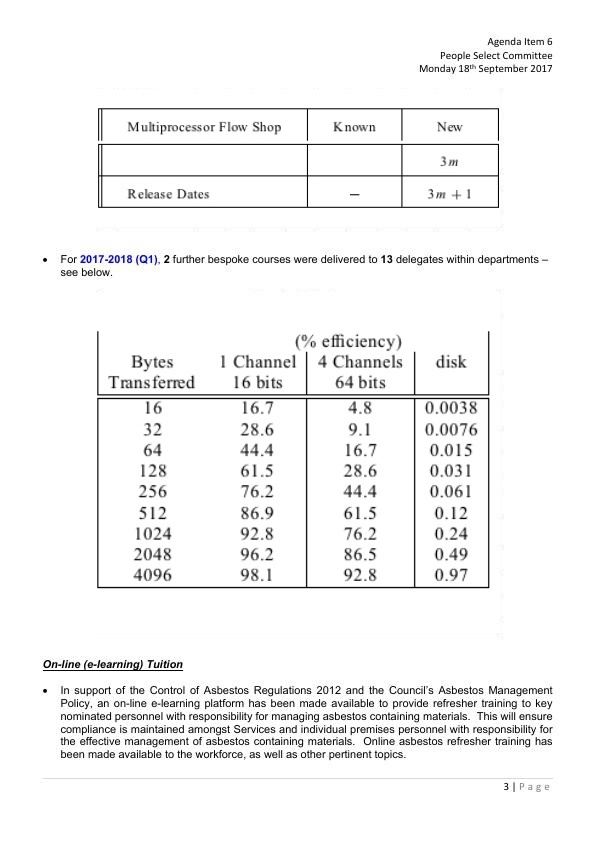 Agenda Item 6
People Select Committee
Monday 18th September 2017
Multiprocessor Flow Shop Known New
3m
Release Dates – 3m + 1
• For 2017-2018 (Q1), 2 further bespoke courses were delivered to 13 delegates within departments –
see below.
(% efficiency)
Bytes 1 Channel 4 Channels disk
Transferred 16 bits 64 bits
16 16.7 4.8 0.0038
32 28.6 9.1 0.0076
64 44.4 16.7 0.015
128 61.5 28.6 0.031
256 76.2 44.4 0.061
512 86.9 61.5 0.12
1024 92.8 76.2 0.24
2048 96.2 86.5 0.49
4096 98.1 92.8 0.97
On-line (e-learning) Tuition
• In support of the Control of Asbestos Regulations 2012 and the Council's Asbestos Management
Policy, an on-line e-learning platform has been made available to provide refresher training to key
nominated personnel with responsibility for managing asbestos containing materials. This will ensure
compliance is maintained amongst Services and individual premises personnel with responsibility for
the effective management of asbestos containing materials. Online asbestos refresher training has
been made available to the workforce, as well as other pertinent topics.
3 | Page